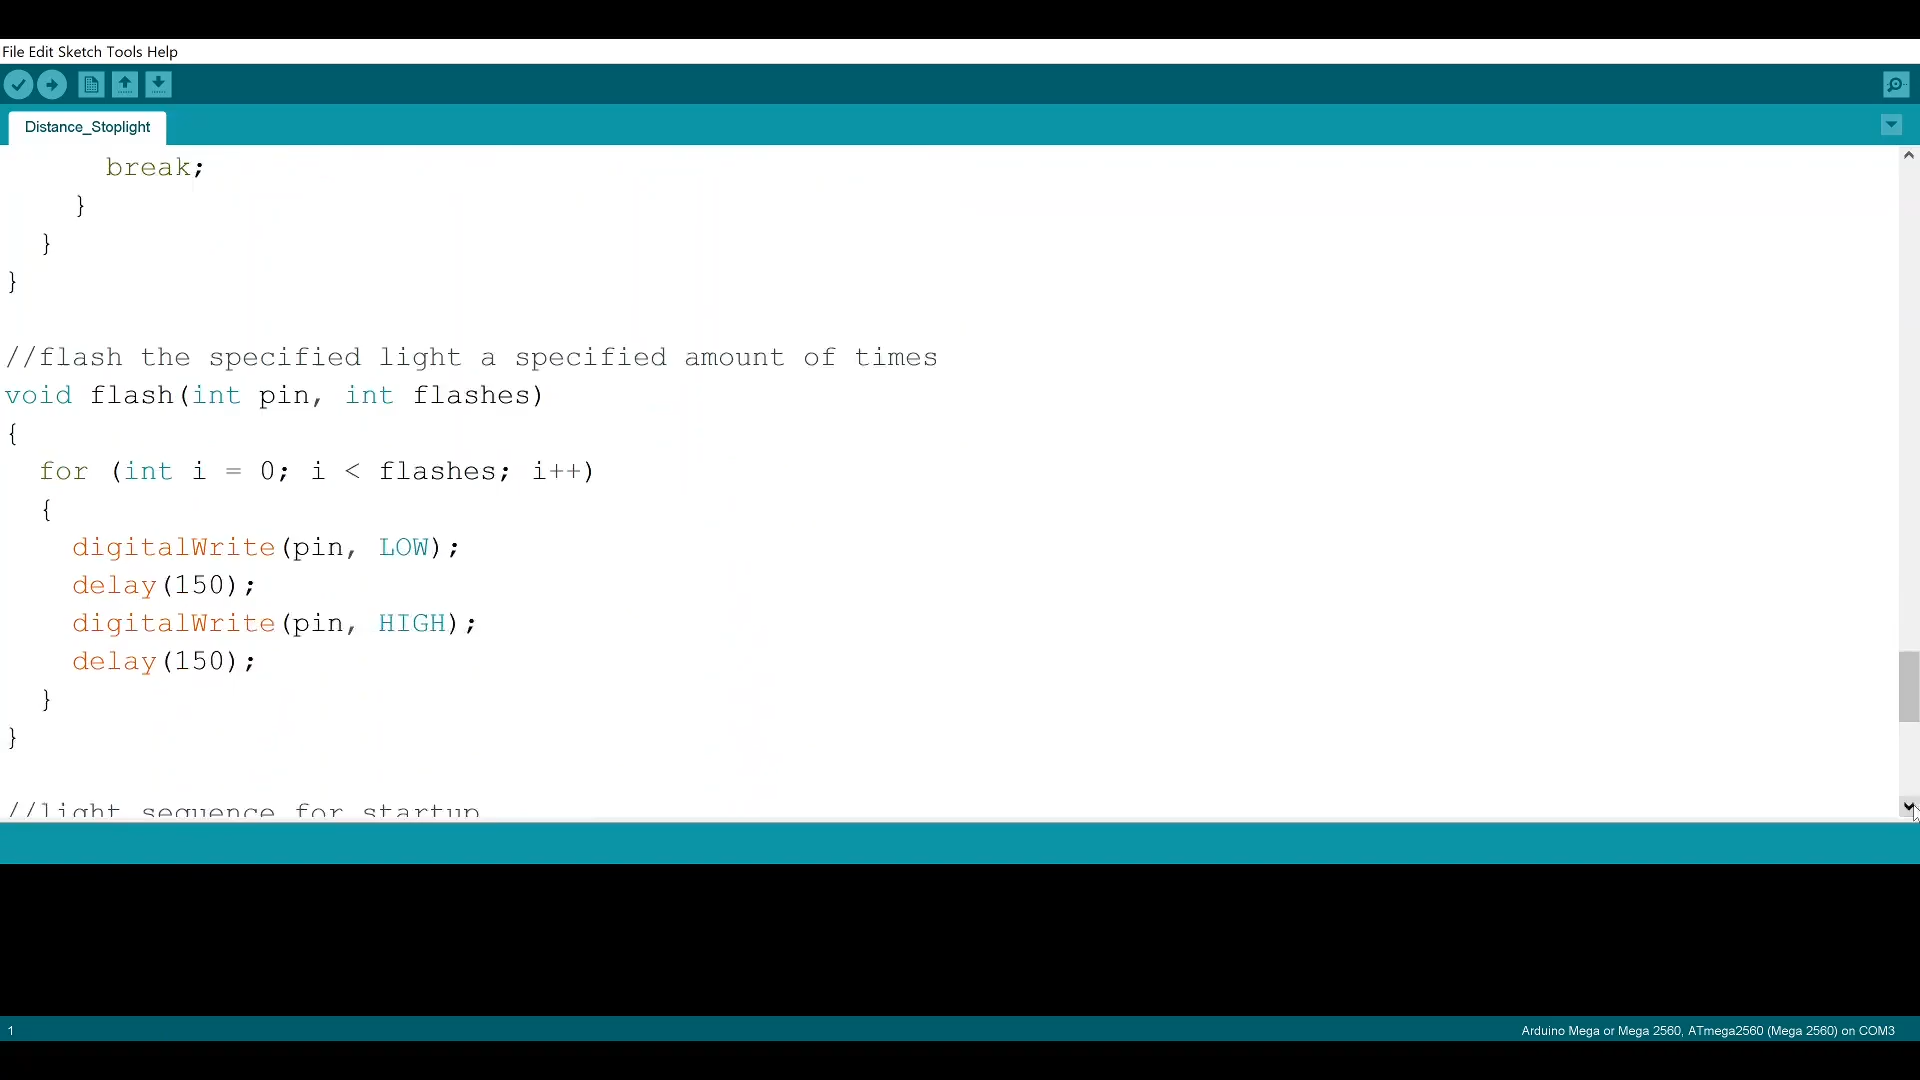 File Edit Sketch Tools Help
Distance_Stoplight
break;
}
}
}
//flash the specified light a specified amount of times
void flash(int pin, int flashes)
{
for (int i = 0; i < flashes; i++)
{
digitalWrite(pin, LOW);
delay(150);
digitalWrite(pin, HIGH);
delay(150);
}
}
//light sequence for startup
1
Arduino Mega or Mega 2560, ATmega2560 (Mega 2560) on COM3